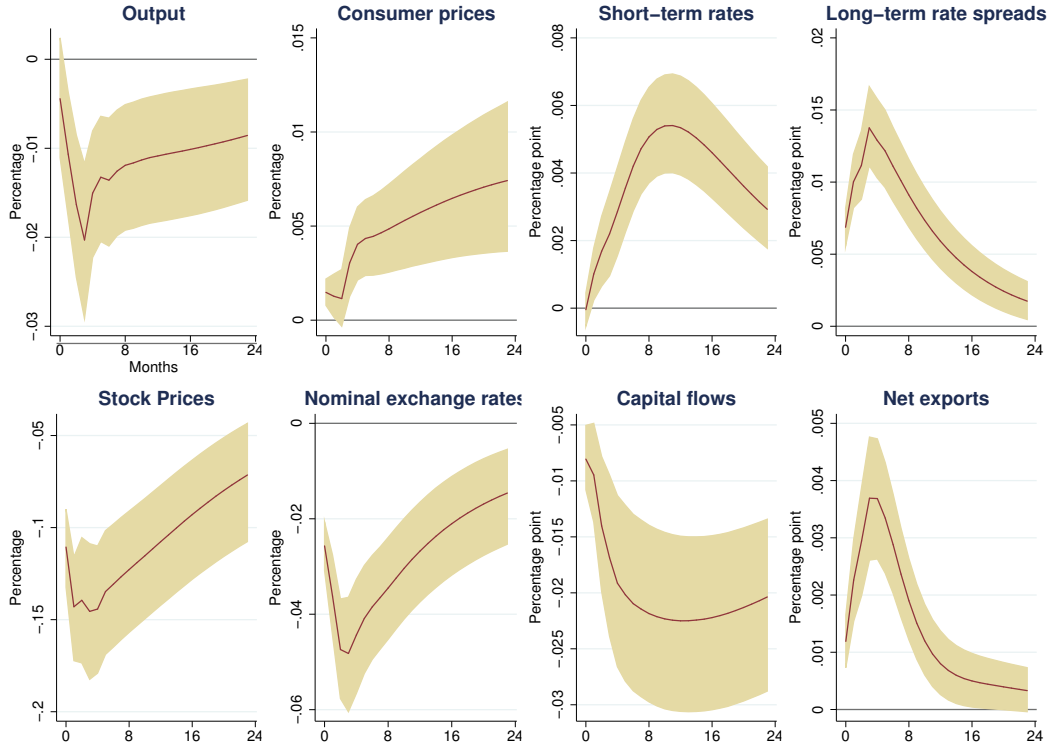 Output
Percentage
0
-.01
-.02
-.03
0 8 16 24
Months
Consumer prices
Percentage
.015
.01
.005
0
0 8 16 24
Short-term rates
Percentage point
.008
.006
.004
.002
0
0 8 16 24
Long-term rate spreads
Percentage point
.02
.015
.01
.005
0
0 8 16 24
Stock Prices
Percentage
-.05
-.1
-.15
-.2
0 8 16 24
Nominal exchange rates
Percentage
0
-.02
-.04
-.06
0 8 16 24
Capital flows
Percentage point
-.005
-.01
-.015
-.02
-.025
-.03
0 8 16 24
Net exports
Percentage point
.005
.004
.003
.002
.001
0
0 8 16 24